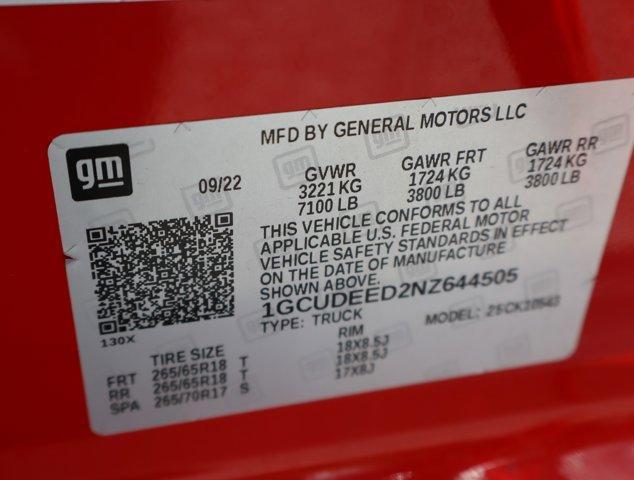 gm
MFD BY GENERAL MOTORS LLC
09/22
GVWR
3221 KG
7100 LB
GAWR FRT
1724 KG
3800 LB
GAWR RR
1724 KG
3800 LB
THIS VEHICLE CONFORMS TO ALL
APPLICABLE U.S. FEDERAL MOTOR
VEHICLE SAFETY STANDARDS IN EFFECT
ON THE DATE OF MANUFACTURE
SHOWN ABOVE.
1GCUDEED2NZ644505
TYPE: TRUCK
MODEL:
130X
TIRE SIZE
RIM
FRT 265/65R18 T 18X8.5J
RR 265/65R18 T 18X8.5J
SPA 265/70R17 S 17X8J